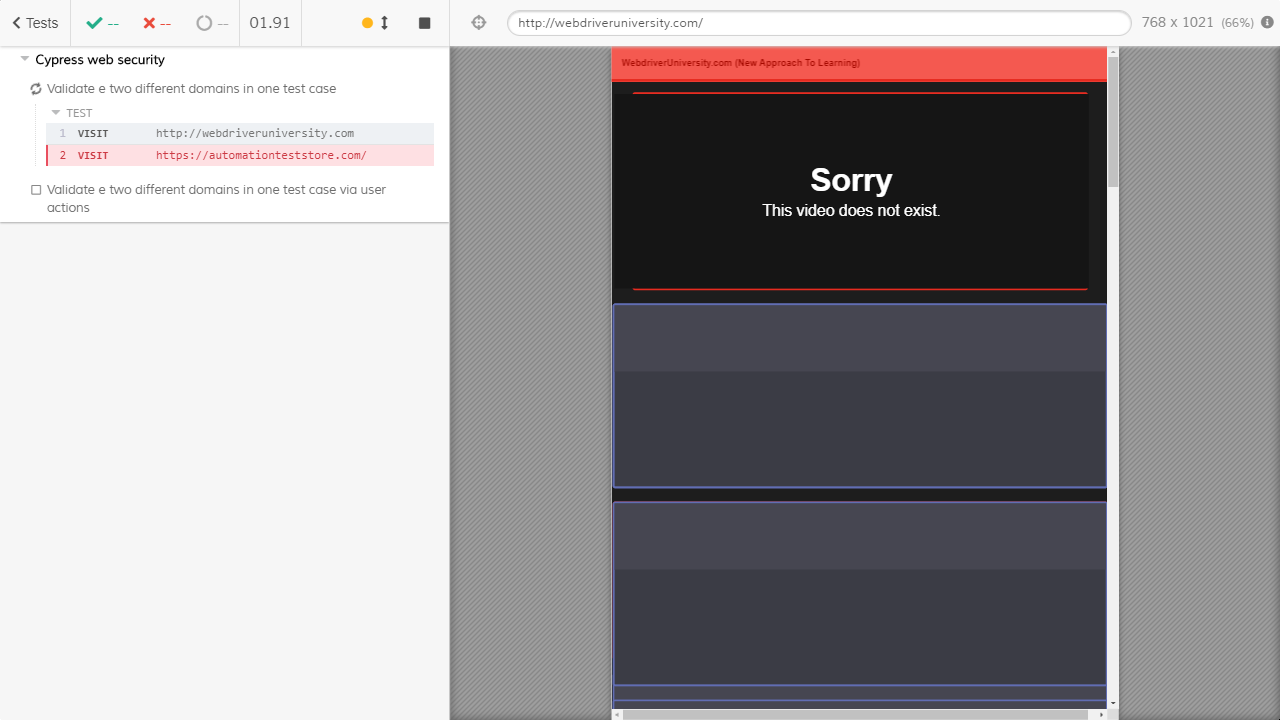 Tests
--
--
--
01.91
http://webdriveruniversity.com/
768 x 1021 (66%)
Cypress web security
Validate e two different domains in one test case
TEST
1 VISIT http://webdriveruniversity.com
2 VISIT https://automationteststore.com/
Validate e two different domains in one test case via user
actions
WebdriverUniversity.com (New Approach To Learning)
Sorry
This video does not exist.